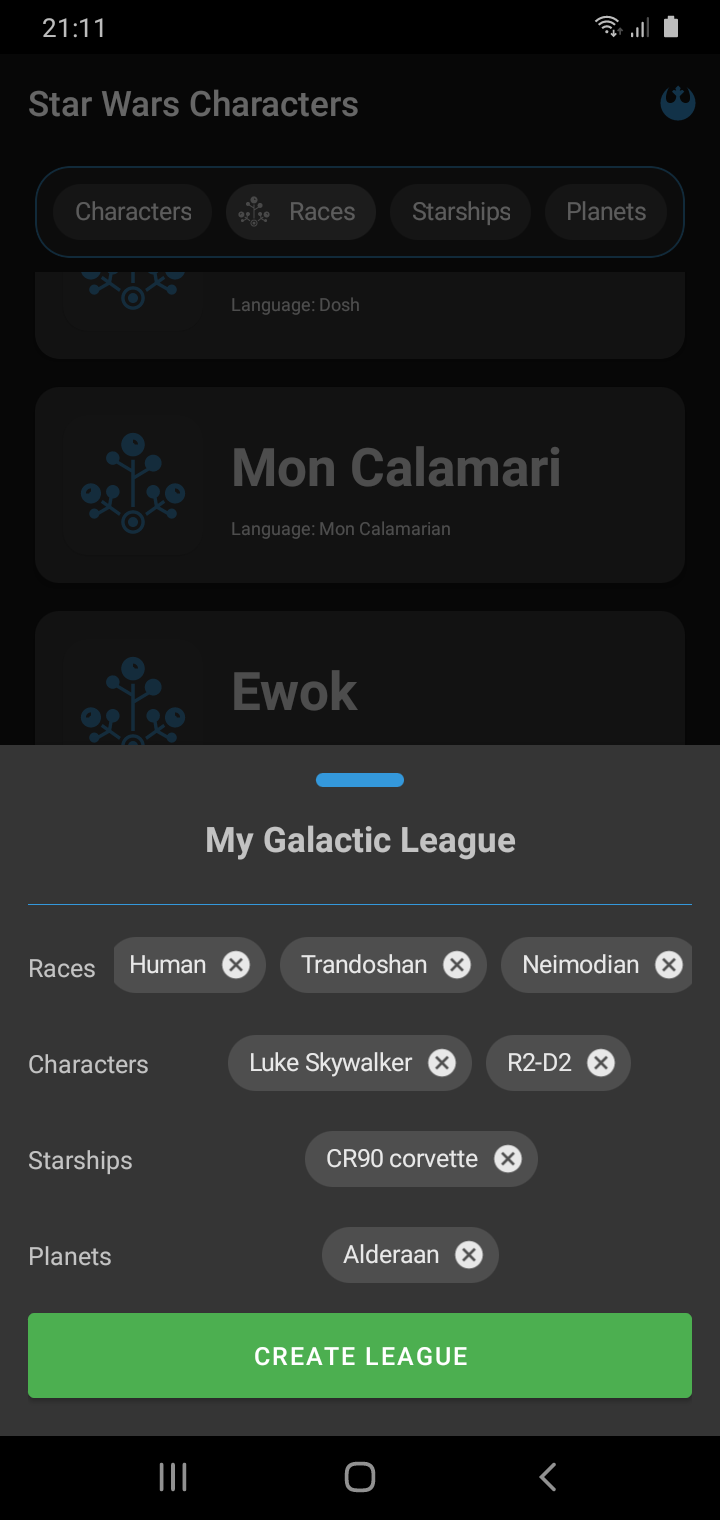 21:11
Star Wars Characters
Characters Races Starships Planets
Language: Dosh
Mon Calamari
Language: Mon Calamarian
Ewok
My Galactic League
Races Human Trandoshan Neimodian
Characters Luke Skywalker R2-D2
Starships CR90 corvette
Planets Alderaan
CREATE LEAGUE